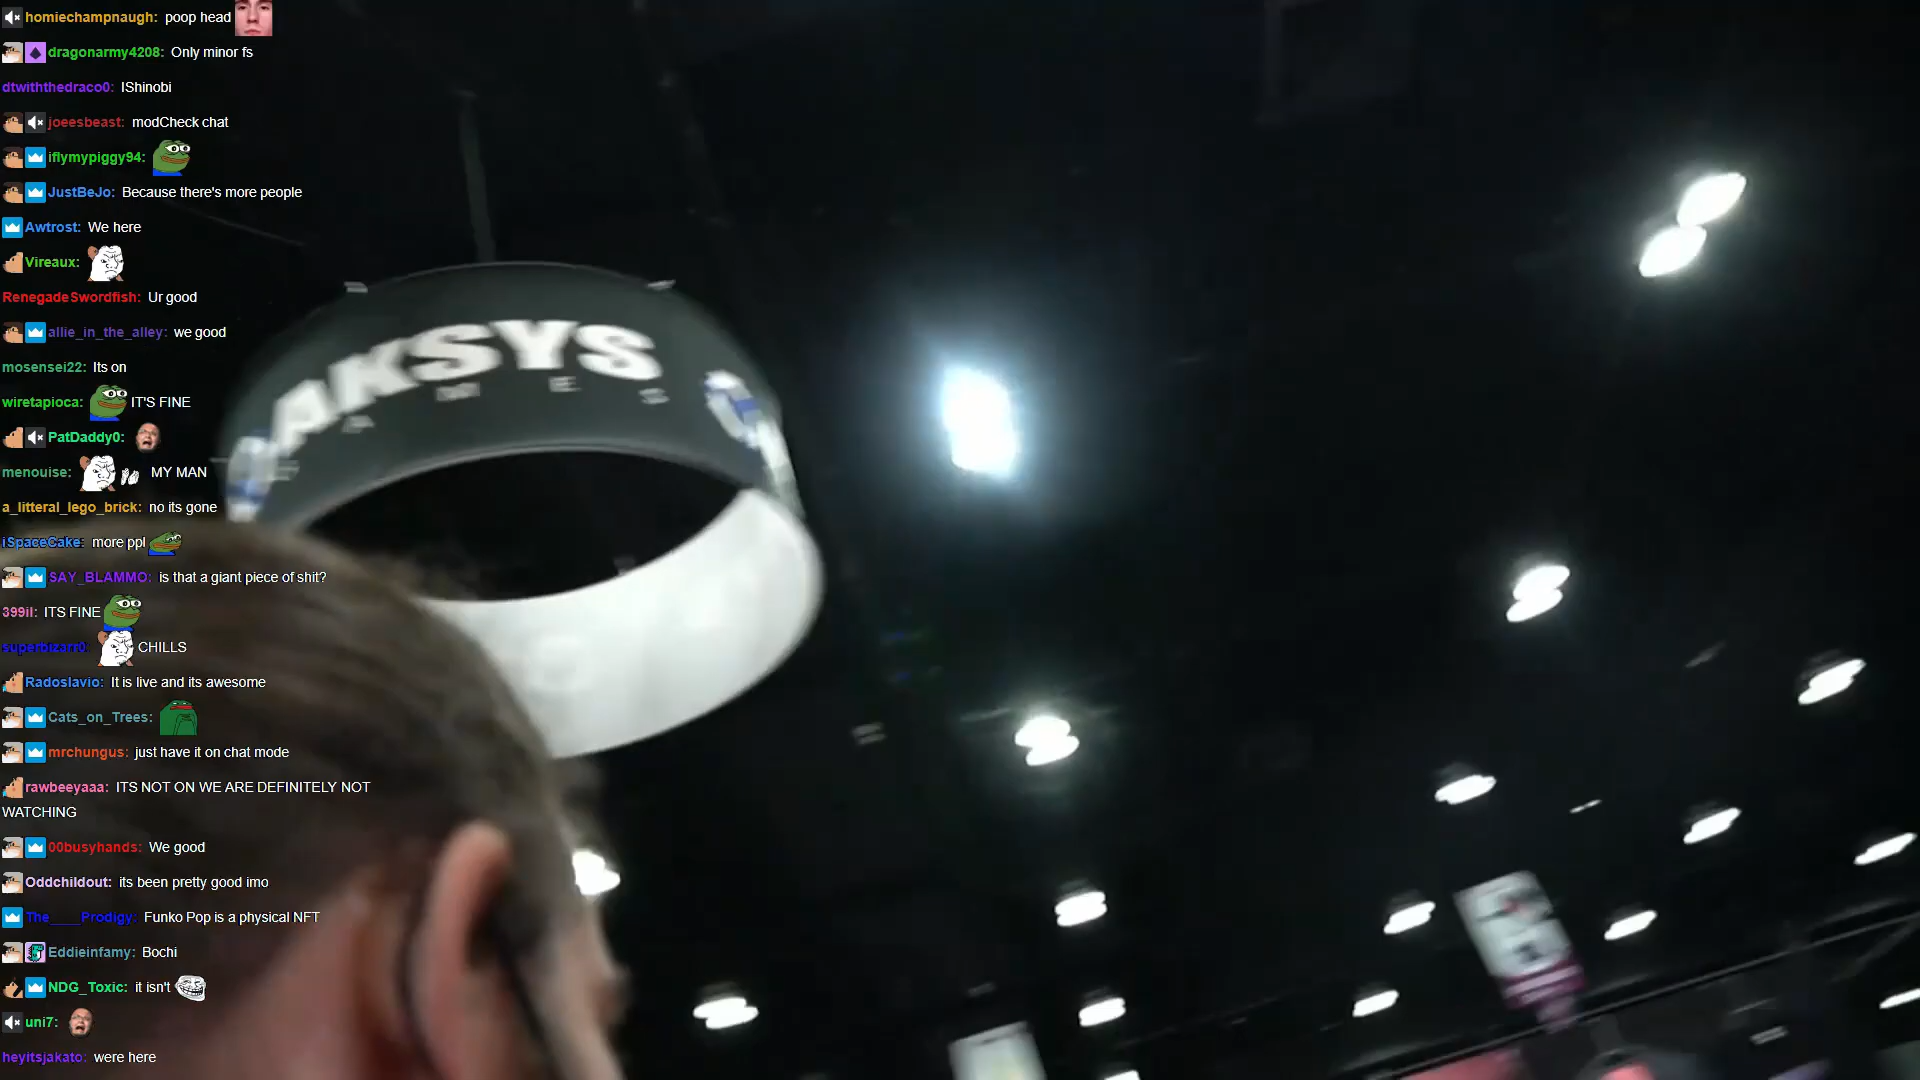 homiechampnaugh: poop head
dragonarmy4208: Only minor fs
dtwiththedraco0: IShinobi
joeesbeast: modCheck chat
iflymypiggy94:
JustBeJo: Because there's more people
Awtrost: We here
Vireaux:
RenegadeSwordfish: Ur good
allie_in_the_alley: we good
mosensei22: Its on
wiretapioca: IT'S FINE
PatDaddy0:
menouise: MY MAN
a_litteral_lego_brick: no its gone
iSpaceCake: more ppl
SAY_BLAMMO: is that a giant piece of shit?
399il: ITS FINE
superbizarr0: CHILLS
Radoslavio: It is live and its awesome
Cats_on_Trees:
mrchungus: just have it on chat mode
rawbeeyaaa: ITS NOT ON WE ARE DEFINITELY NOT
WATCHING
00busyhands: We good
Oddchildout: its been pretty good imo
The____Prodigy: Funko Pop is a physical NFT
Eddieinfamy: Bochi
NDG_Toxic: it isn't
uni7:
heyitsjakato: were here
AKSYS